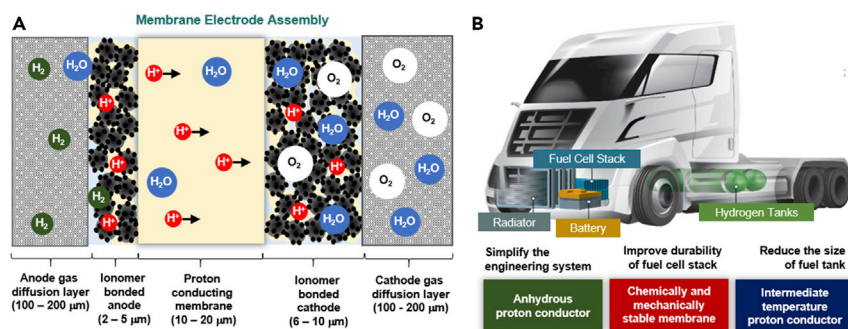 A
Membrane Electrode Assembly
H₂
H₂O
H⁺
H₂O
H₂O
O₂
O₂
H⁺
H⁺
H⁺
H₂O
H₂O
O₂
H₂
H⁺
H⁺
O₂
H⁺
H₂O
O₂
H₂O
H₂
H⁺
H⁺
H⁺
H₂O
H₂
H₂O
Anode gas
diffusion layer
(100 – 200 μm)
Ionomer
bonded
anode
(2 – 5 μm)
Proton
conducting
membrane
(10 – 20 μm)
Ionomer
bonded
cathode
(6 – 10 μm)
Cathode gas
diffusion layer
(100 - 200 μm)
B
Fuel Cell Stack
Radiator
Battery
Hydrogen Tanks
Simplify the
engineering system
Improve durability
of fuel cell stack
Reduce the size
of fuel tank
Anhydrous
proton conductor
Chemically and
mechanically
stable membrane
Intermediate
temperature
proton conductor